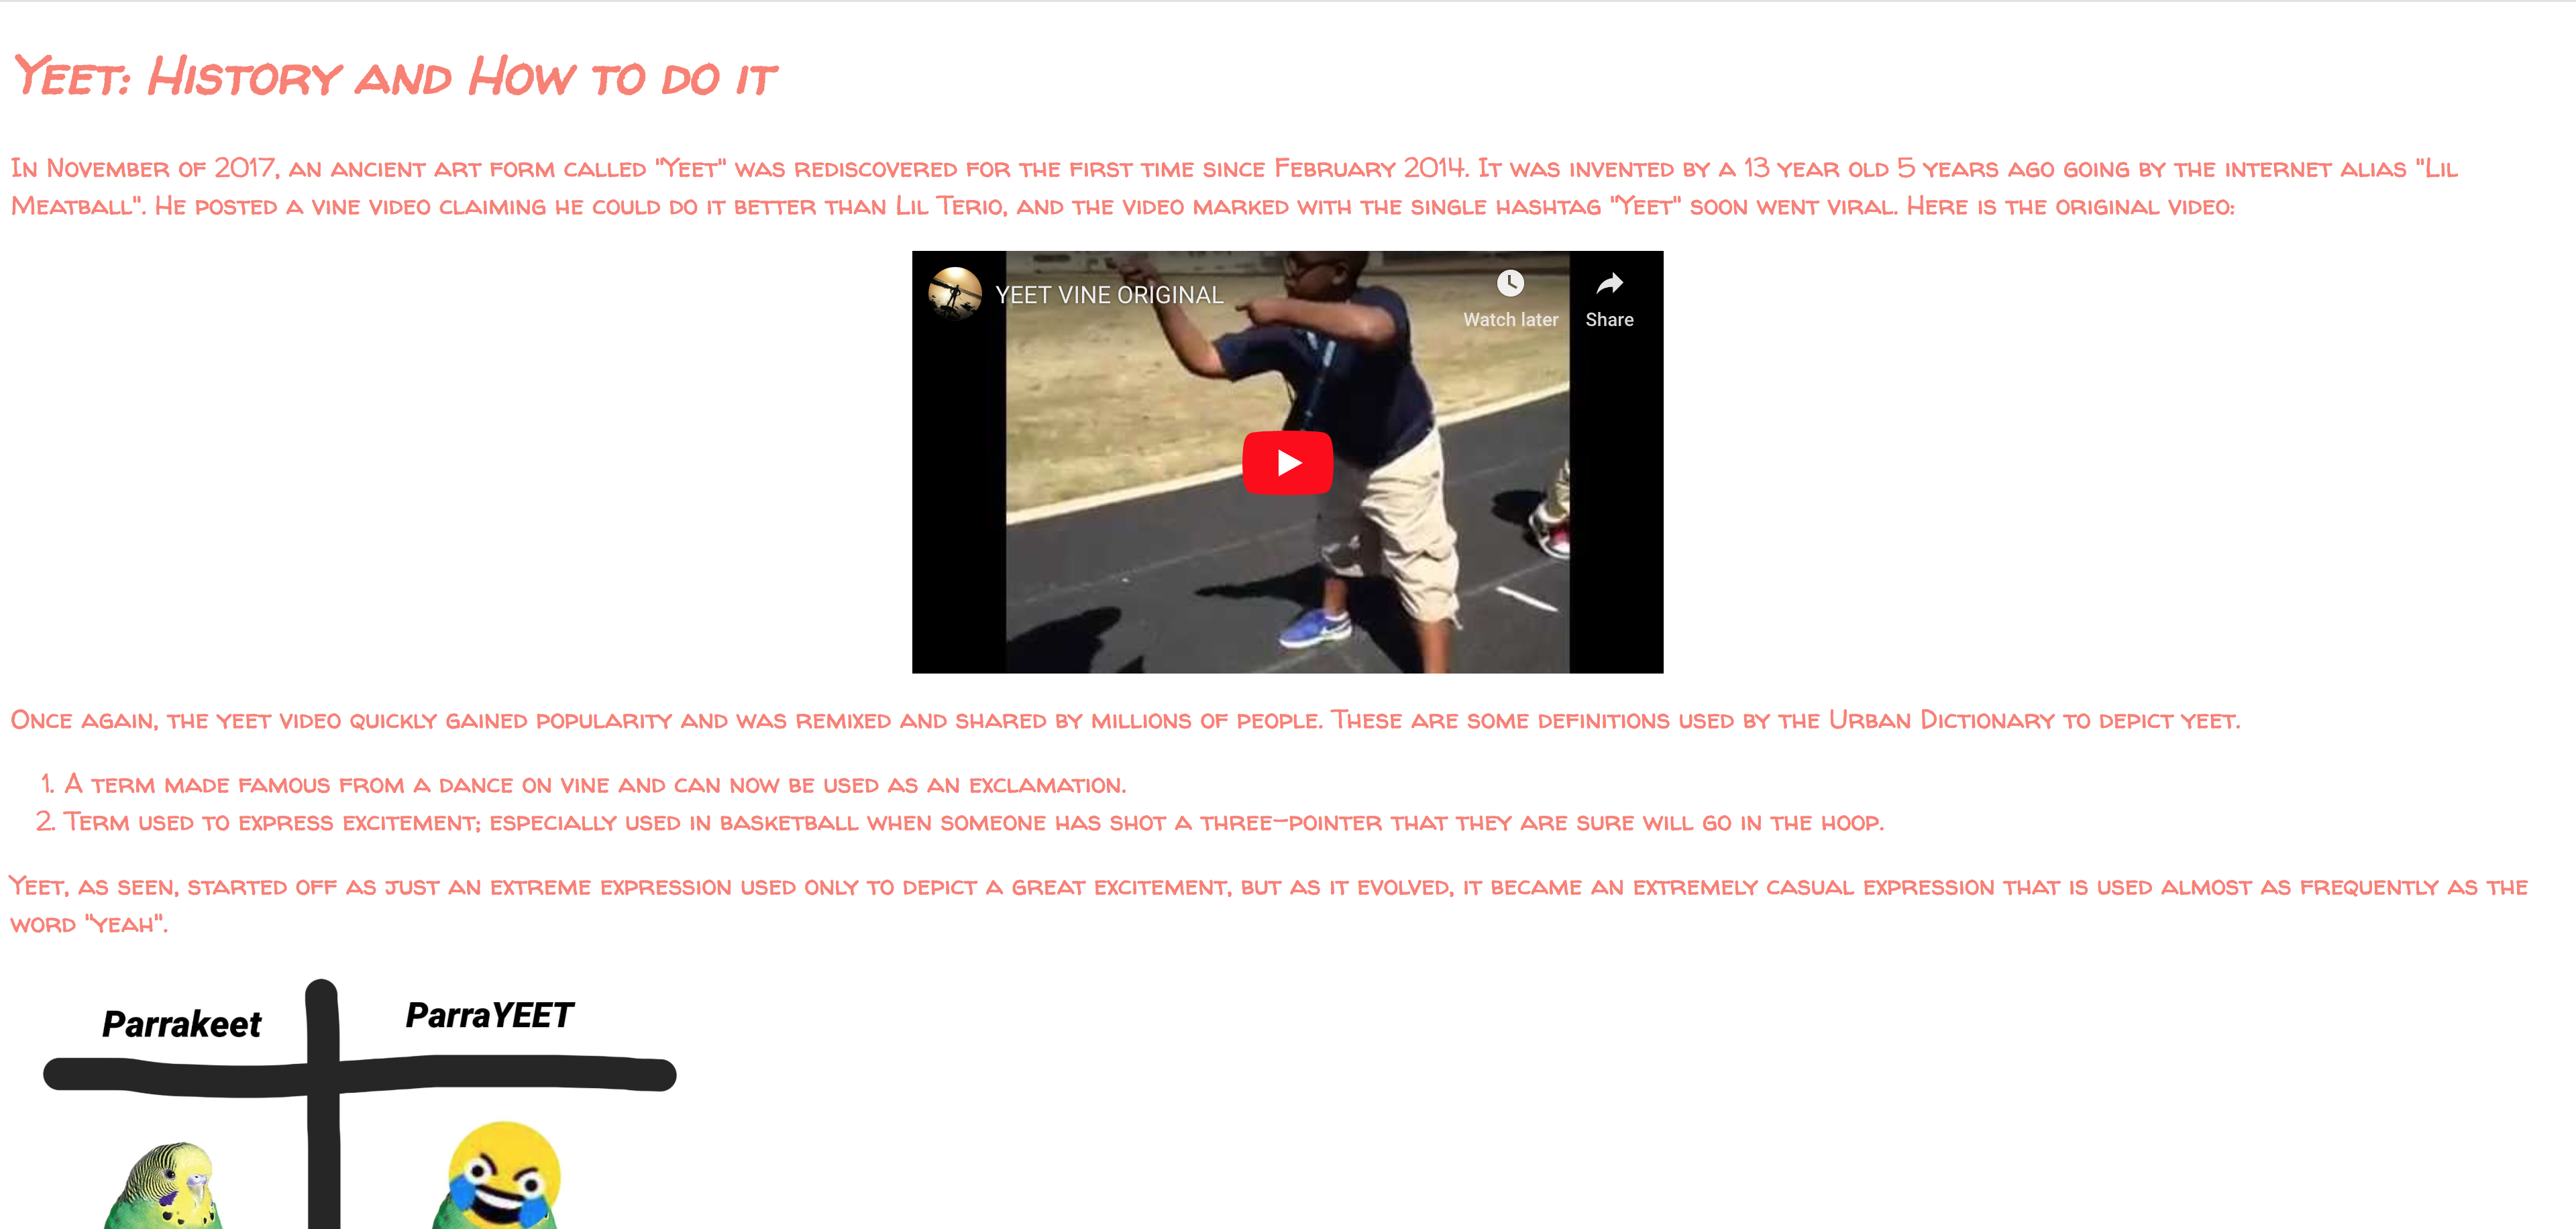 Yeet: History and How to do it
In November of 2017, an ancient art form called "Yeet" was rediscovered for the first time since February 2014. It was invented by a 13 year old 5 years ago going by the internet alias "Lil
Meatball". He posted a vine video claiming he could do it better than Lil Terio, and the video marked with the single hashtag "Yeet" soon went viral. Here is the original video:
YEET VINE ORIGINAL
Watch later
Share
Once again, the yeet video quickly gained popularity and was remixed and shared by millions of people. These are some definitions used by the Urban Dictionary to depict yeet.
1. A term made famous from a dance on vine and can now be used as an exclamation.
2. Term used to express excitement; especially used in basketball when someone has shot a three-pointer that they are sure will go in the hoop.
Yeet, as seen, started off as just an extreme expression used only to depict a great excitement, but as it evolved, it became an extremely casual expression that is used almost as frequently as the
word "yeah".
Parrakeet
ParraYEET